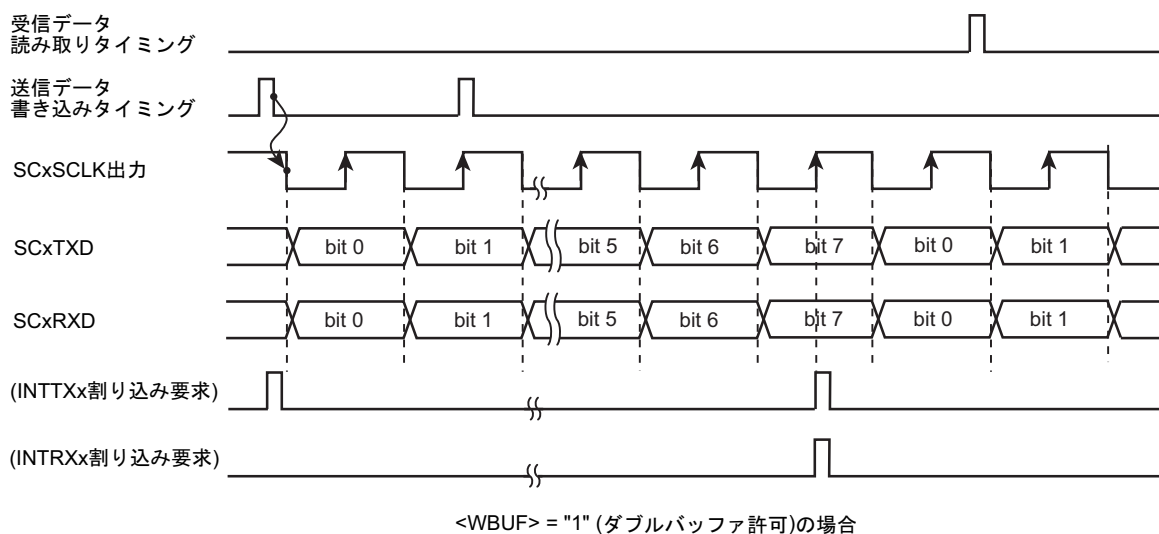 受信データ
読み取りタイミング
送信データ
書き込みタイミング
SCxSCLK出力
SCxTXD
bit 0
bit 1
bit 5
bit 6
bit 7
bit 0
bit 1
SCxRXD
bit 0
bit 1
bit 5
bit 6
bit 7
bit 0
bit 1
(INTTXx割り込み要求)
(INTRXx割り込み要求)
<WBUF> = "1" (ダブルバッファ許可)の場合